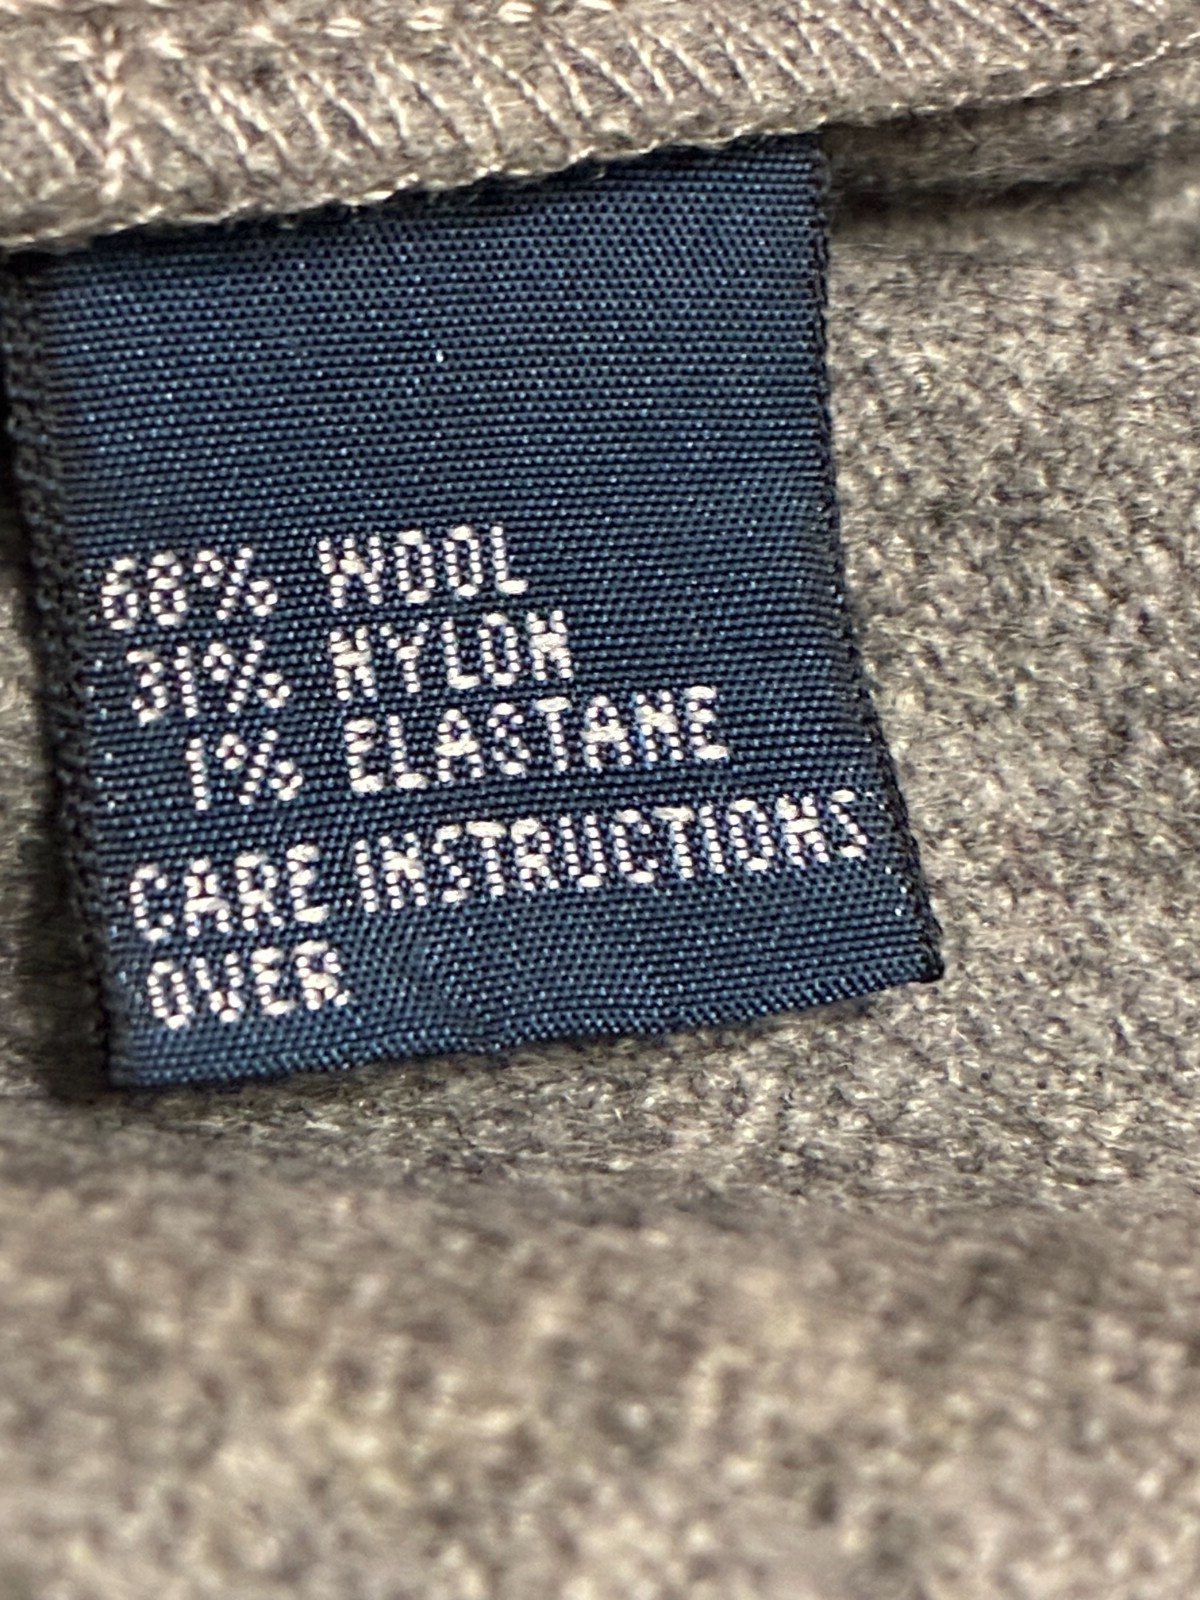 68% WOOL
31% NYLON
1% ELASTANE
CARE INSTRUCTIONS
OVER